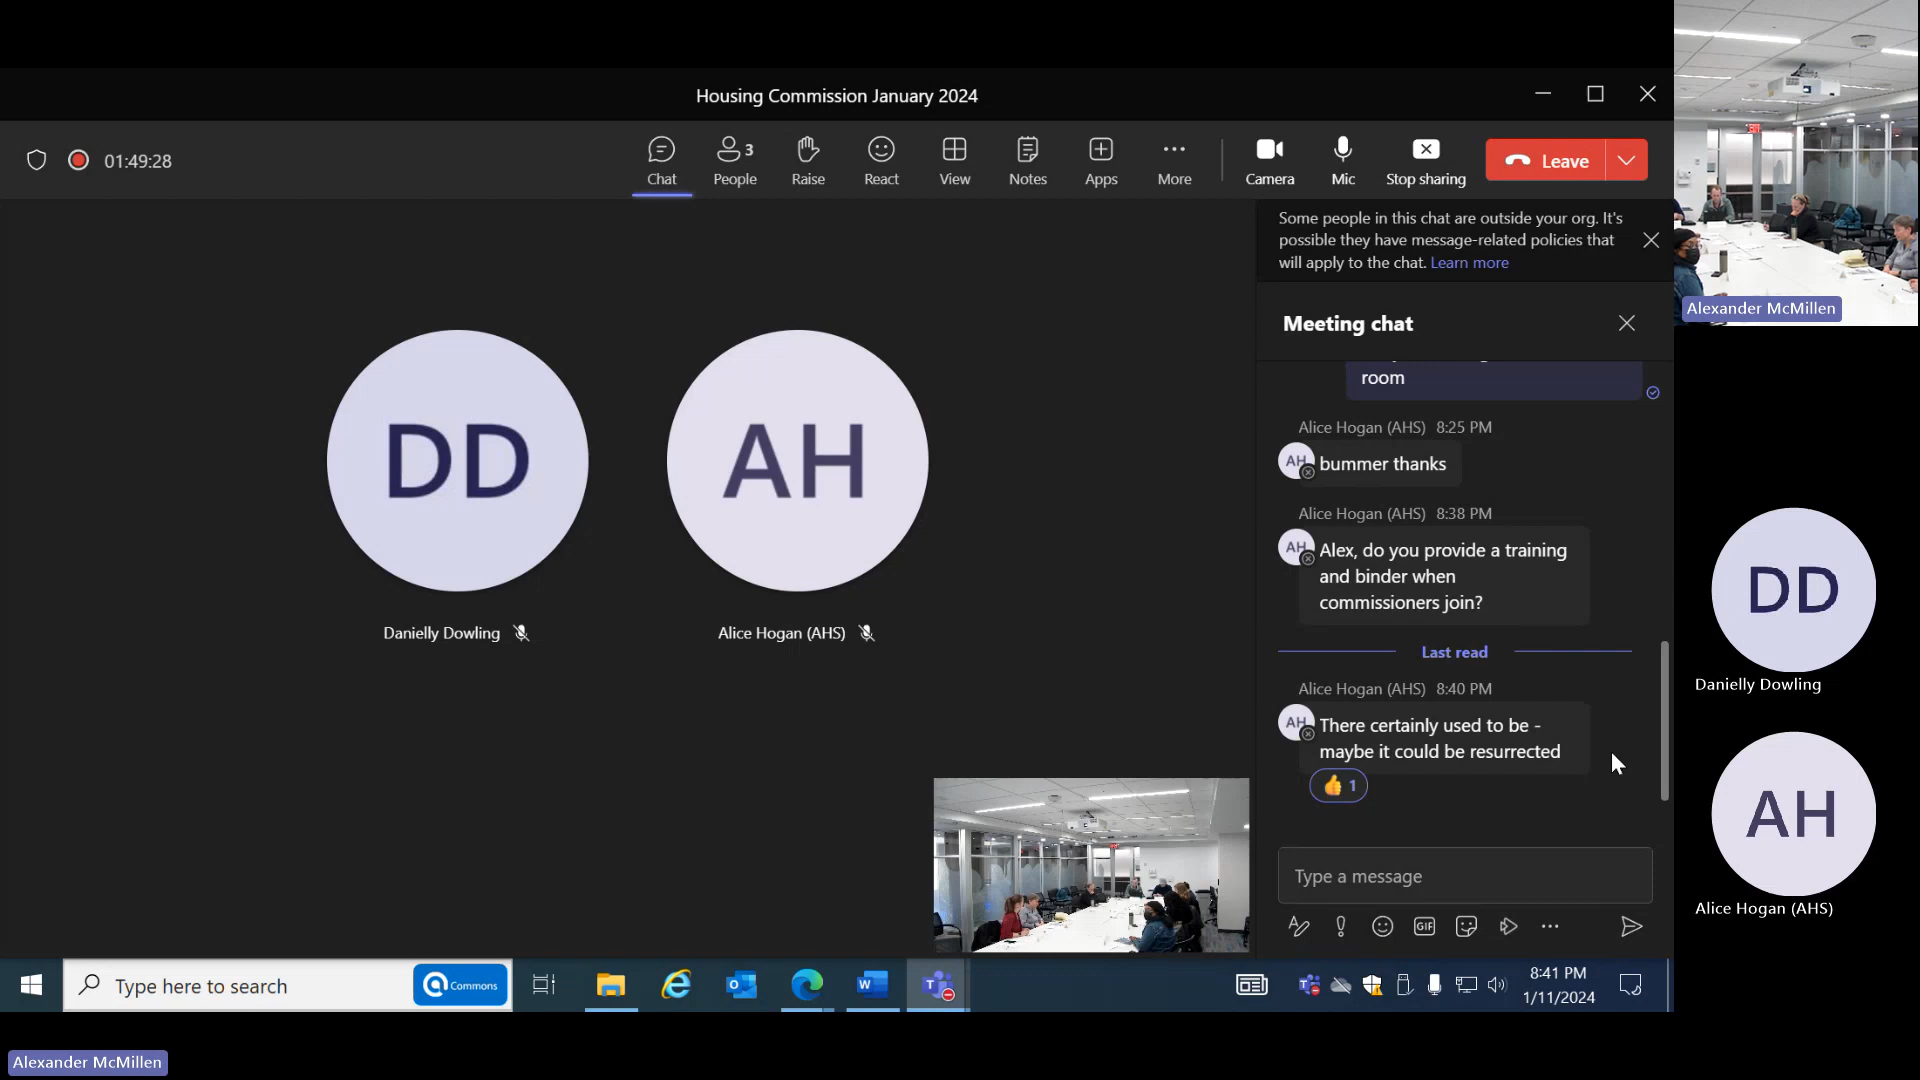 Housing Commission January 2024
01:49:28
Chat
People
3
Raise
React
View
Notes
Apps
More
Camera
Mic
Stop sharing
Leave
Some people in this chat are outside your org. It's
possible they have message-related policies that
will apply to the chat. Learn more
Meeting chat
room
Alice Hogan (AHS) 8:25 PM
AH
bummer thanks
Alice Hogan (AHS) 8:38 PM
AH
Alex, do you provide a training
and binder when
commissioners join?
Last read
Alice Hogan (AHS) 8:40 PM
AH
There certainly used to be -
maybe it could be resurrected
👍 1
Type a message
GIF
DD
Danielly Dowling
AH
Alice Hogan (AHS)
Alexander McMillen
DD
Danielly Dowling
AH
Alice Hogan (AHS)
Type here to search
@Commons
8:41 PM
1/11/2024
Alexander McMillen